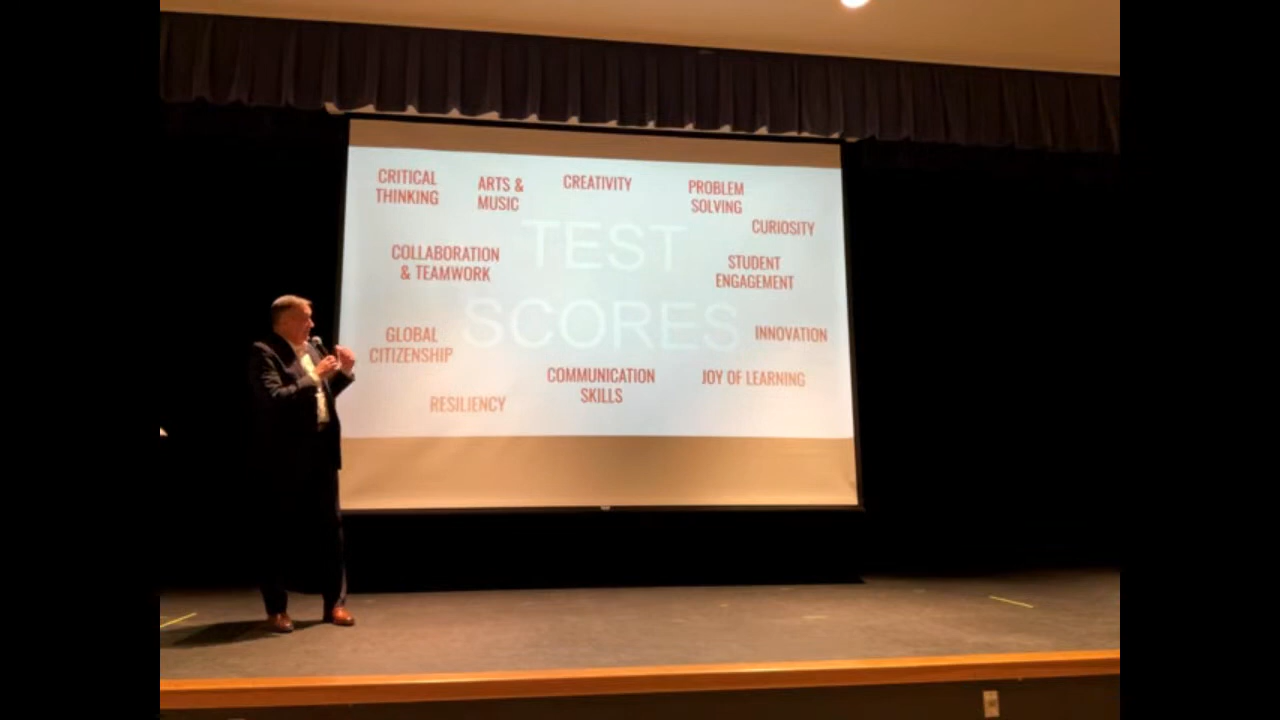 CRITICAL
THINKING
ARTS &
MUSIC
CREATIVITY
PROBLEM
SOLVING
CURIOSITY
TEST
SCORES
COLLABORATION
& TEAMWORK
STUDENT
ENGAGEMENT
GLOBAL
CITIZENSHIP
INNOVATION
COMMUNICATION
SKILLS
JOY OF LEARNING
RESILIENCY